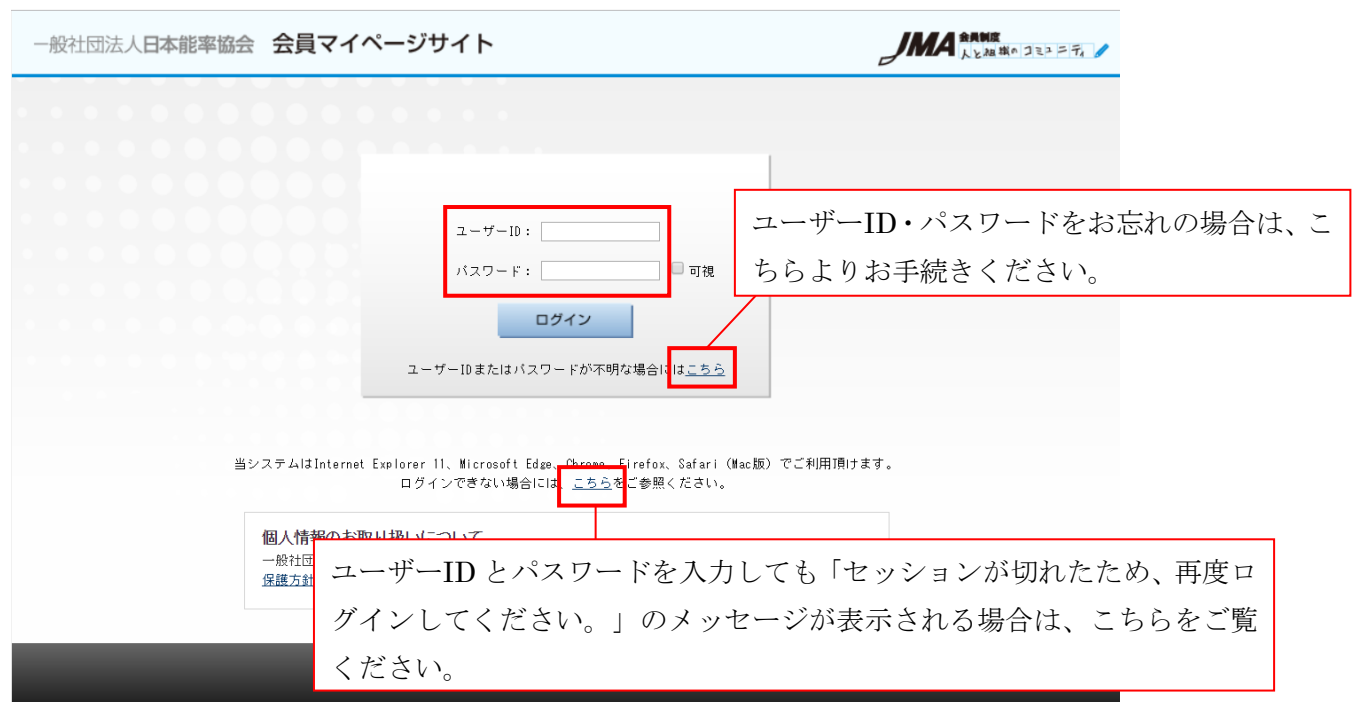 一般社団法人日本能率協会 会員マイページサイト
JMA 会員制度
人と組織のコミュニティ
ユーザーID：
パスワード： 可視
ログイン
ユーザーIDまたはパスワードが不明な場合にはこちら
ユーザーID・パスワードをお忘れの場合は、こ
ちらよりお手続きください。
当システムはInternet Explorer 11、Microsoft Edge、Chrome、Firefox、Safari（Mac版）でご利用頂けます。
ログインできない場合には、こちらをご参照ください。
個人情報のお取り扱いについて
一般社団
保護方針
ユーザーID とパスワードを入力しても「セッションが切れたため、再度ロ
グインしてください。」のメッセージが表示される場合は、こちらをご覧
ください。